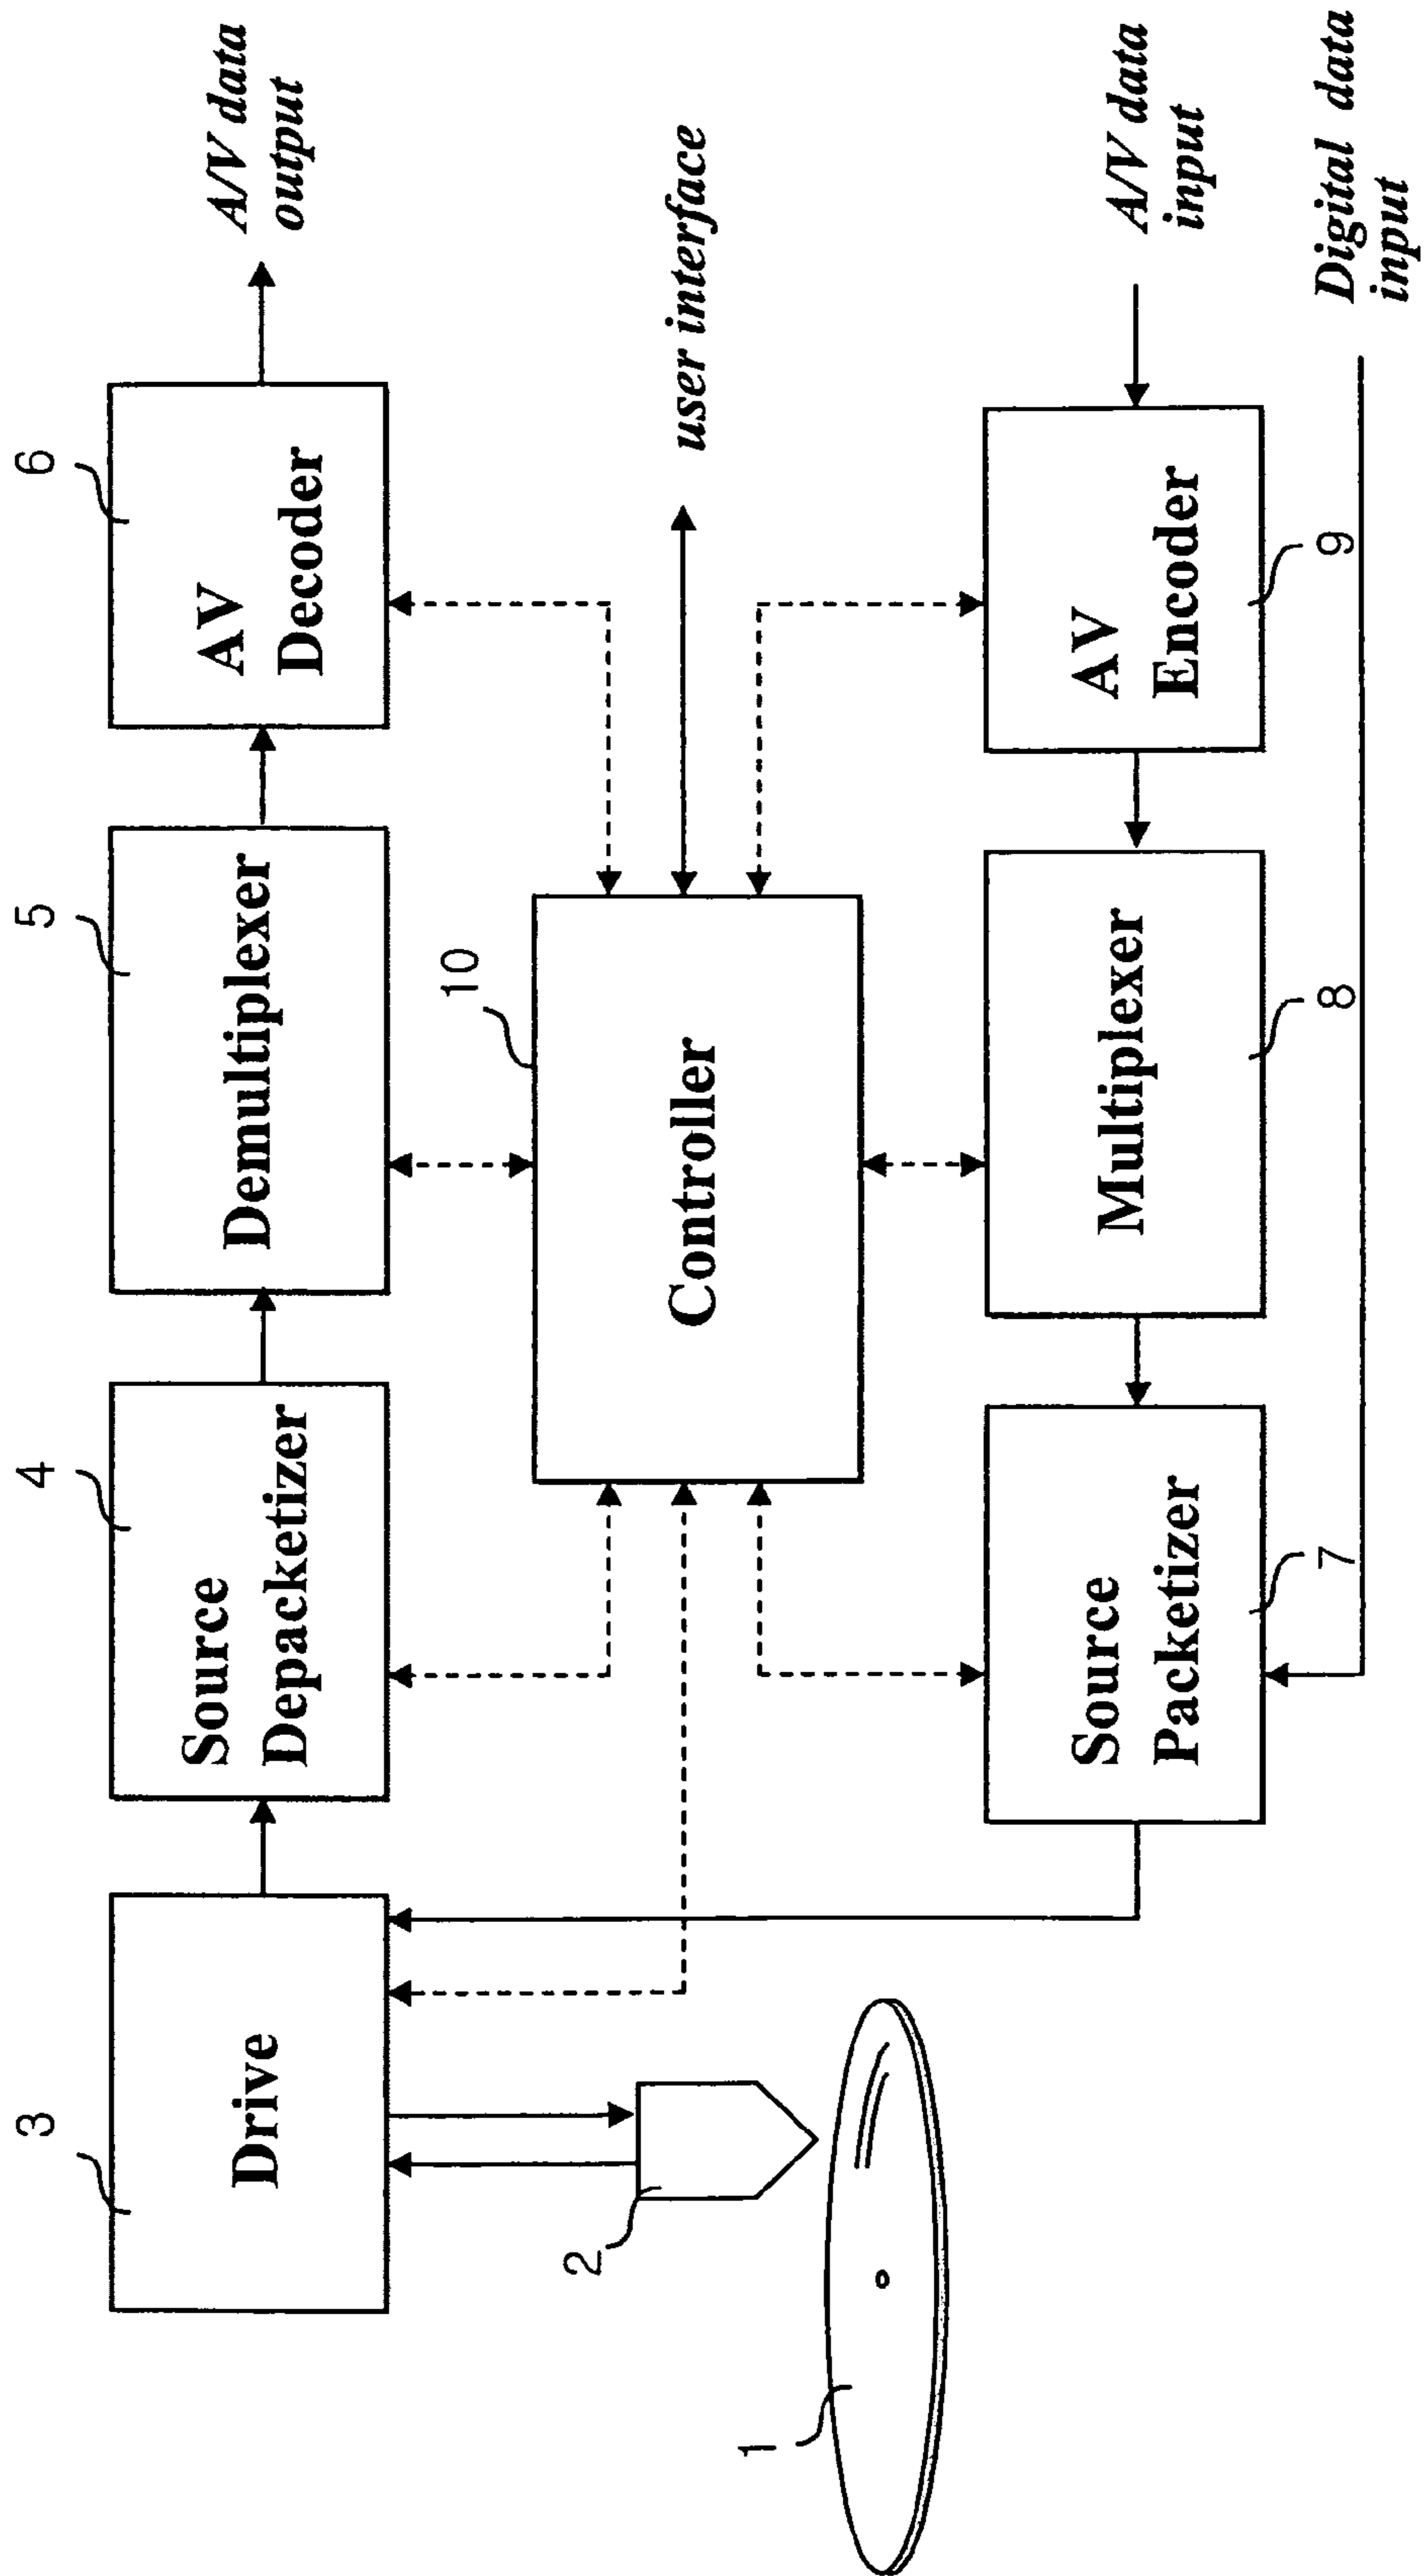 3
Drive
4
Source
Depacketizer
5
Demultiplexer
6
AV
Decoder
A/V data
output
2
10
Controller
user interface
1
Source
Packetizer
7
Multiplexer
8
AV
Encoder
9
A/V data
input
Digital data
input